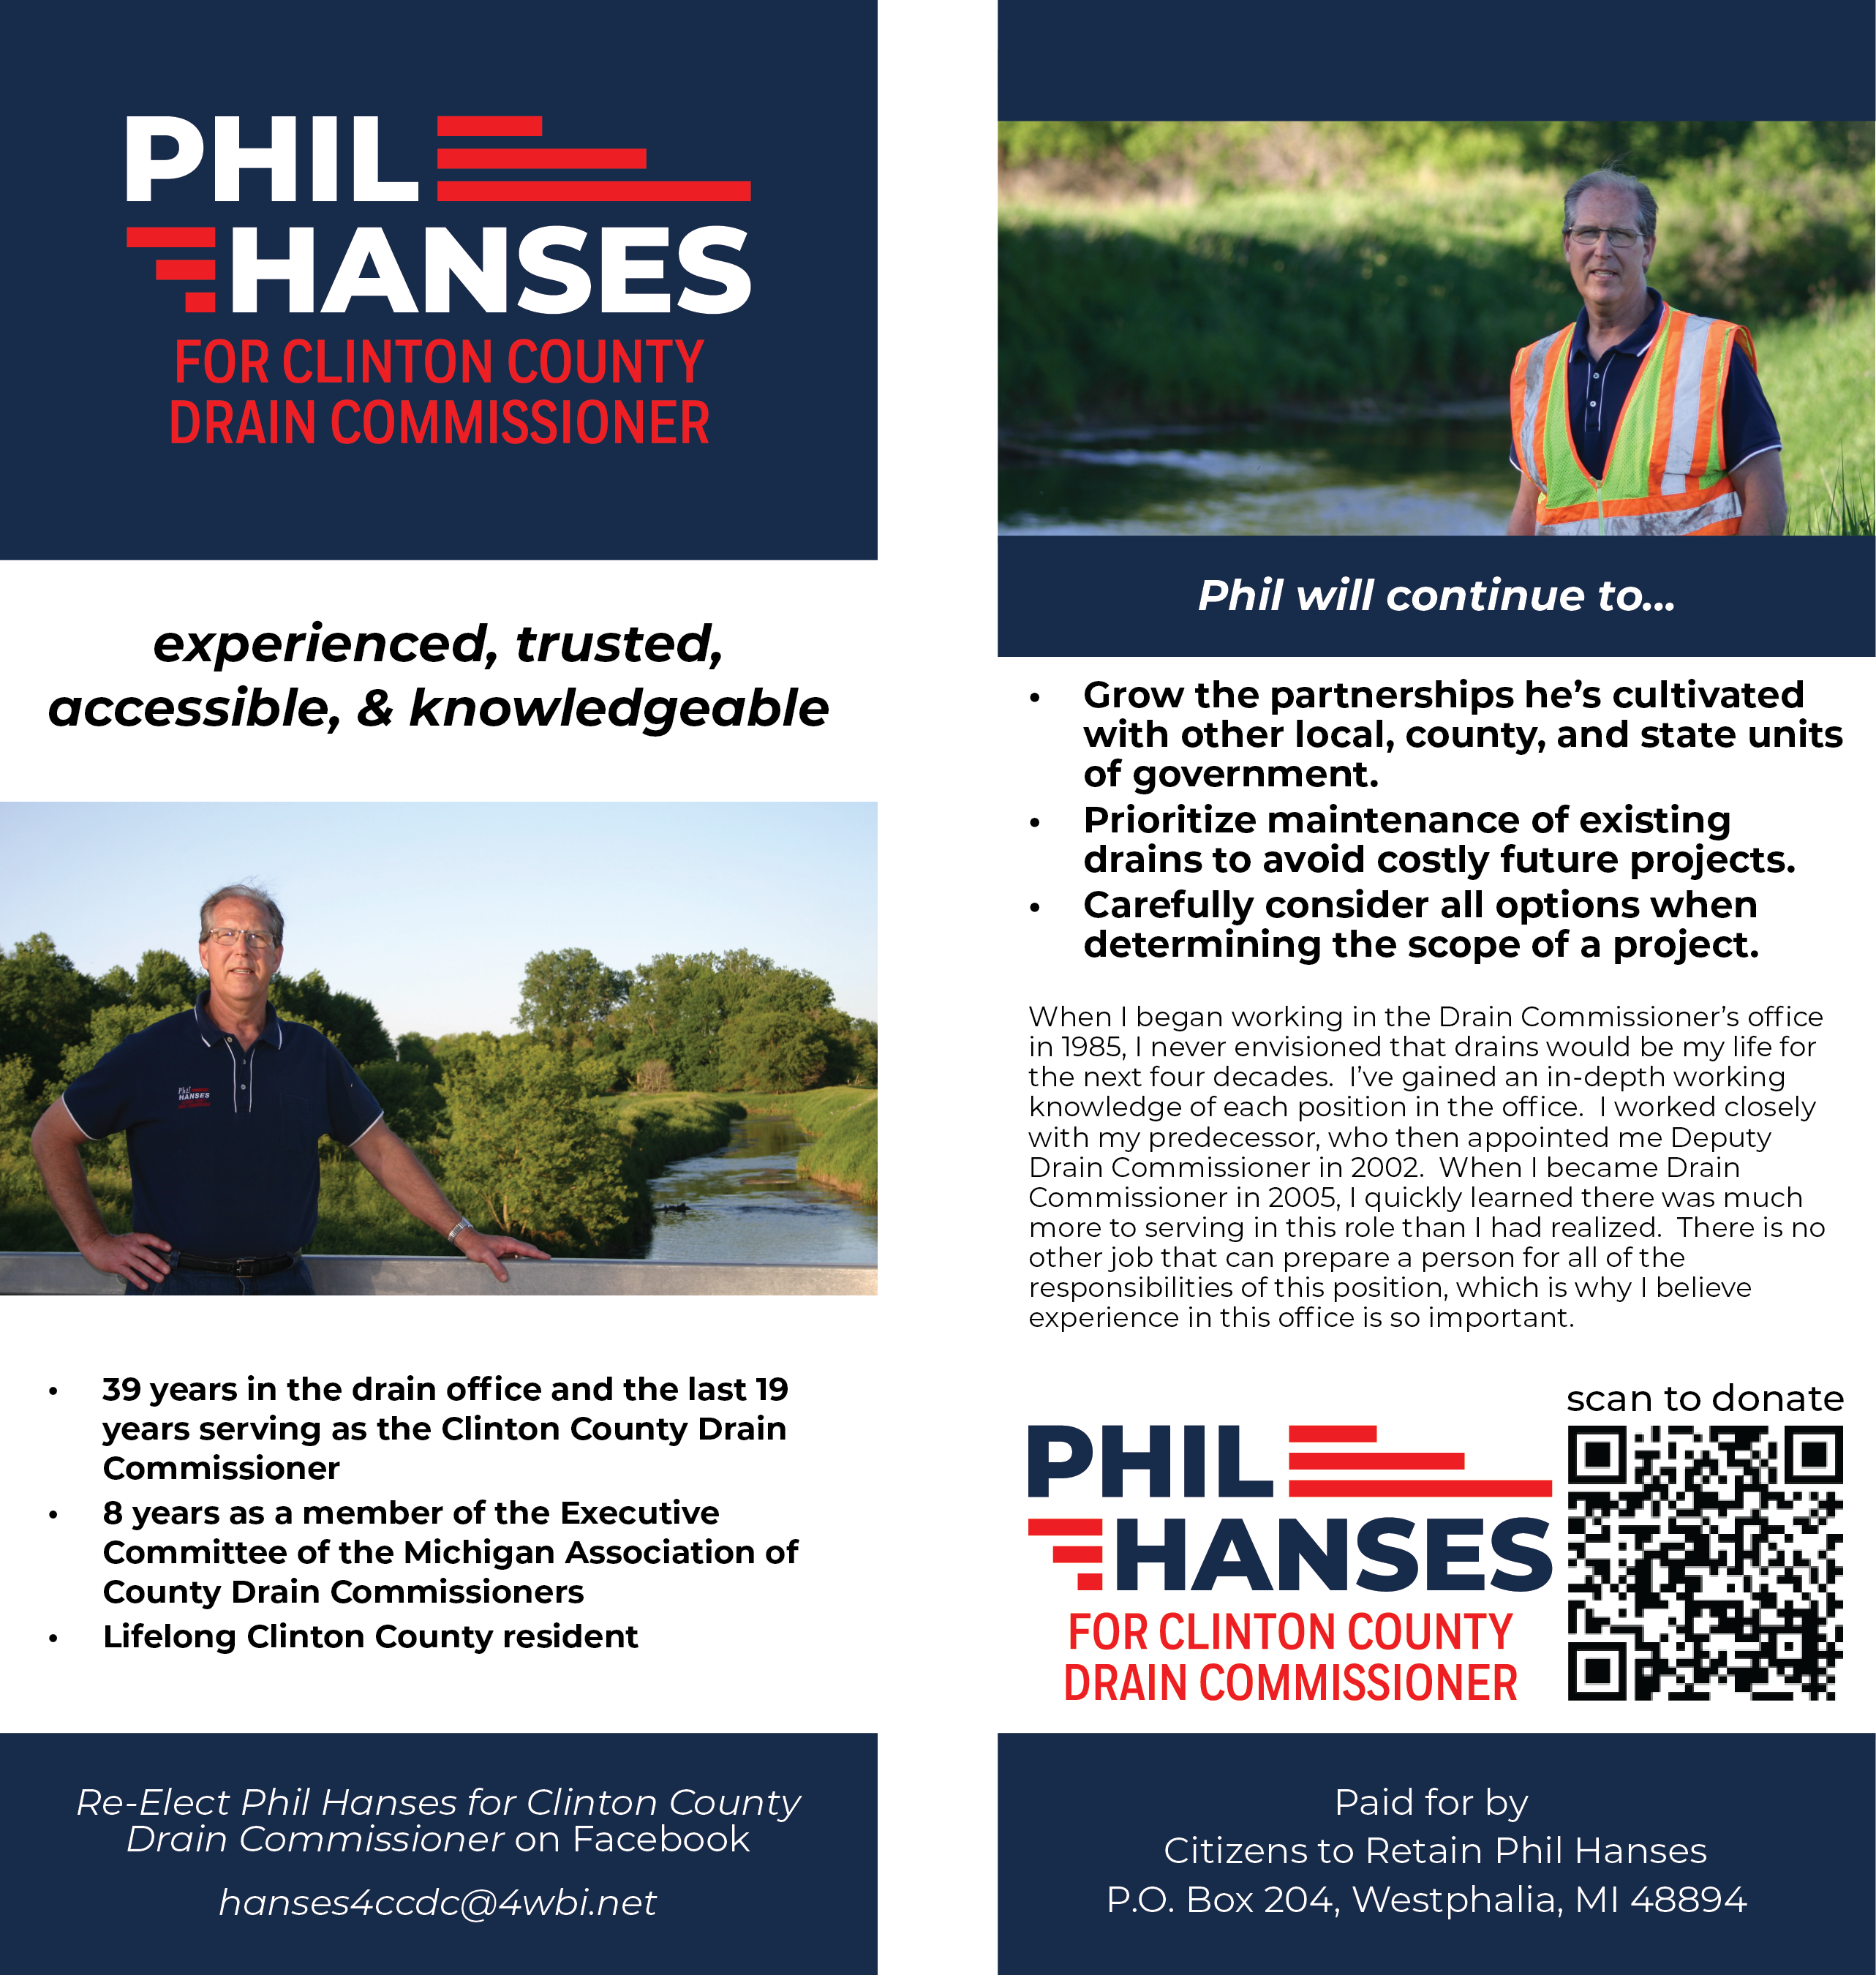 PHIL
HANSES
FOR CLINTON COUNTY
DRAIN COMMISSIONER
experienced, trusted,
accessible, & knowledgeable
Phil
HANSES
• 39 years in the drain office and the last 19
years serving as the Clinton County Drain
Commissioner
• 8 years as a member of the Executive
Committee of the Michigan Association of
County Drain Commissioners
• Lifelong Clinton County resident
Re-Elect Phil Hanses for Clinton County
Drain Commissioner on Facebook
hanses4ccdc@4wbi.net
Phil will continue to...
• Grow the partnerships he’s cultivated
with other local, county, and state units
of government.
• Prioritize maintenance of existing
drains to avoid costly future projects.
• Carefully consider all options when
determining the scope of a project.
When I began working in the Drain Commissioner’s office
in 1985, I never envisioned that drains would be my life for
the next four decades.  I’ve gained an in-depth working
knowledge of each position in the office.  I worked closely
with my predecessor, who then appointed me Deputy
Drain Commissioner in 2002.  When I became Drain
Commissioner in 2005, I quickly learned there was much
more to serving in this role than I had realized.  There is no
other job that can prepare a person for all of the
responsibilities of this position, which is why I believe
experience in this office is so important.
scan to donate
PHIL
HANSES
FOR CLINTON COUNTY
DRAIN COMMISSIONER
Paid for by
Citizens to Retain Phil Hanses
P.O. Box 204, Westphalia, MI 48894